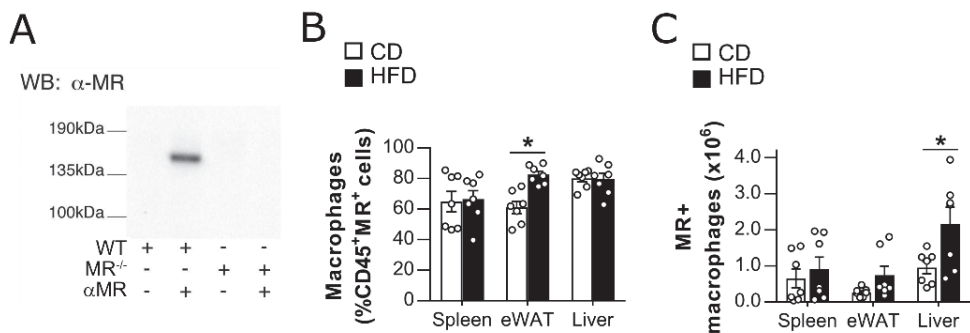 A
WB: α-MR
190kDa
135kDa
100kDa
WT + + - -
MR-/- - - + +
αMR - + - +
B
CD
HFD
Macrophages
(%CD45+MR+ cells)
100
80
60
40
20
0
*
Spleen eWAT Liver
C
CD
HFD
MR+
macrophages (x10⁶)
4.0
3.0
2.0
1.0
0.0
*
Spleen eWAT Liver